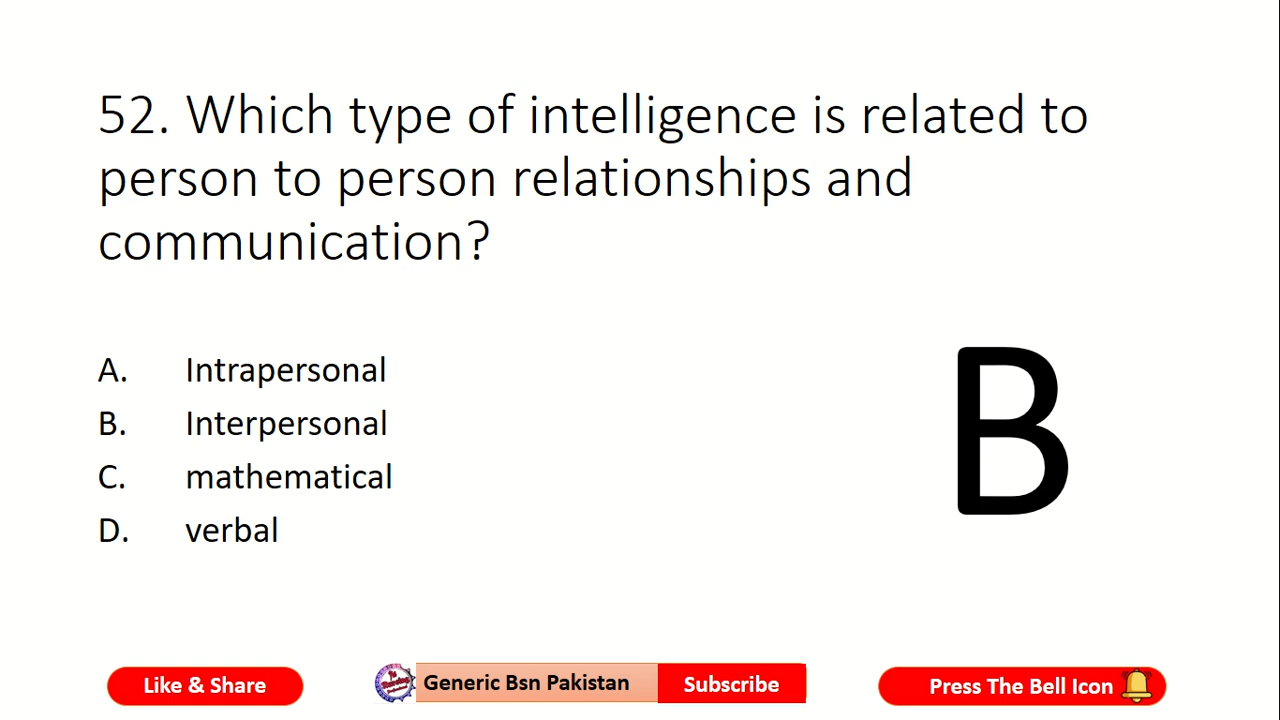 52. Which type of intelligence is related to
person to person relationships and
communication?
A. Intrapersonal
B. Interpersonal
C. mathematical
D. verbal
B
Like & Share
Generic Bsn Pakistan
Subscribe
Press The Bell Icon